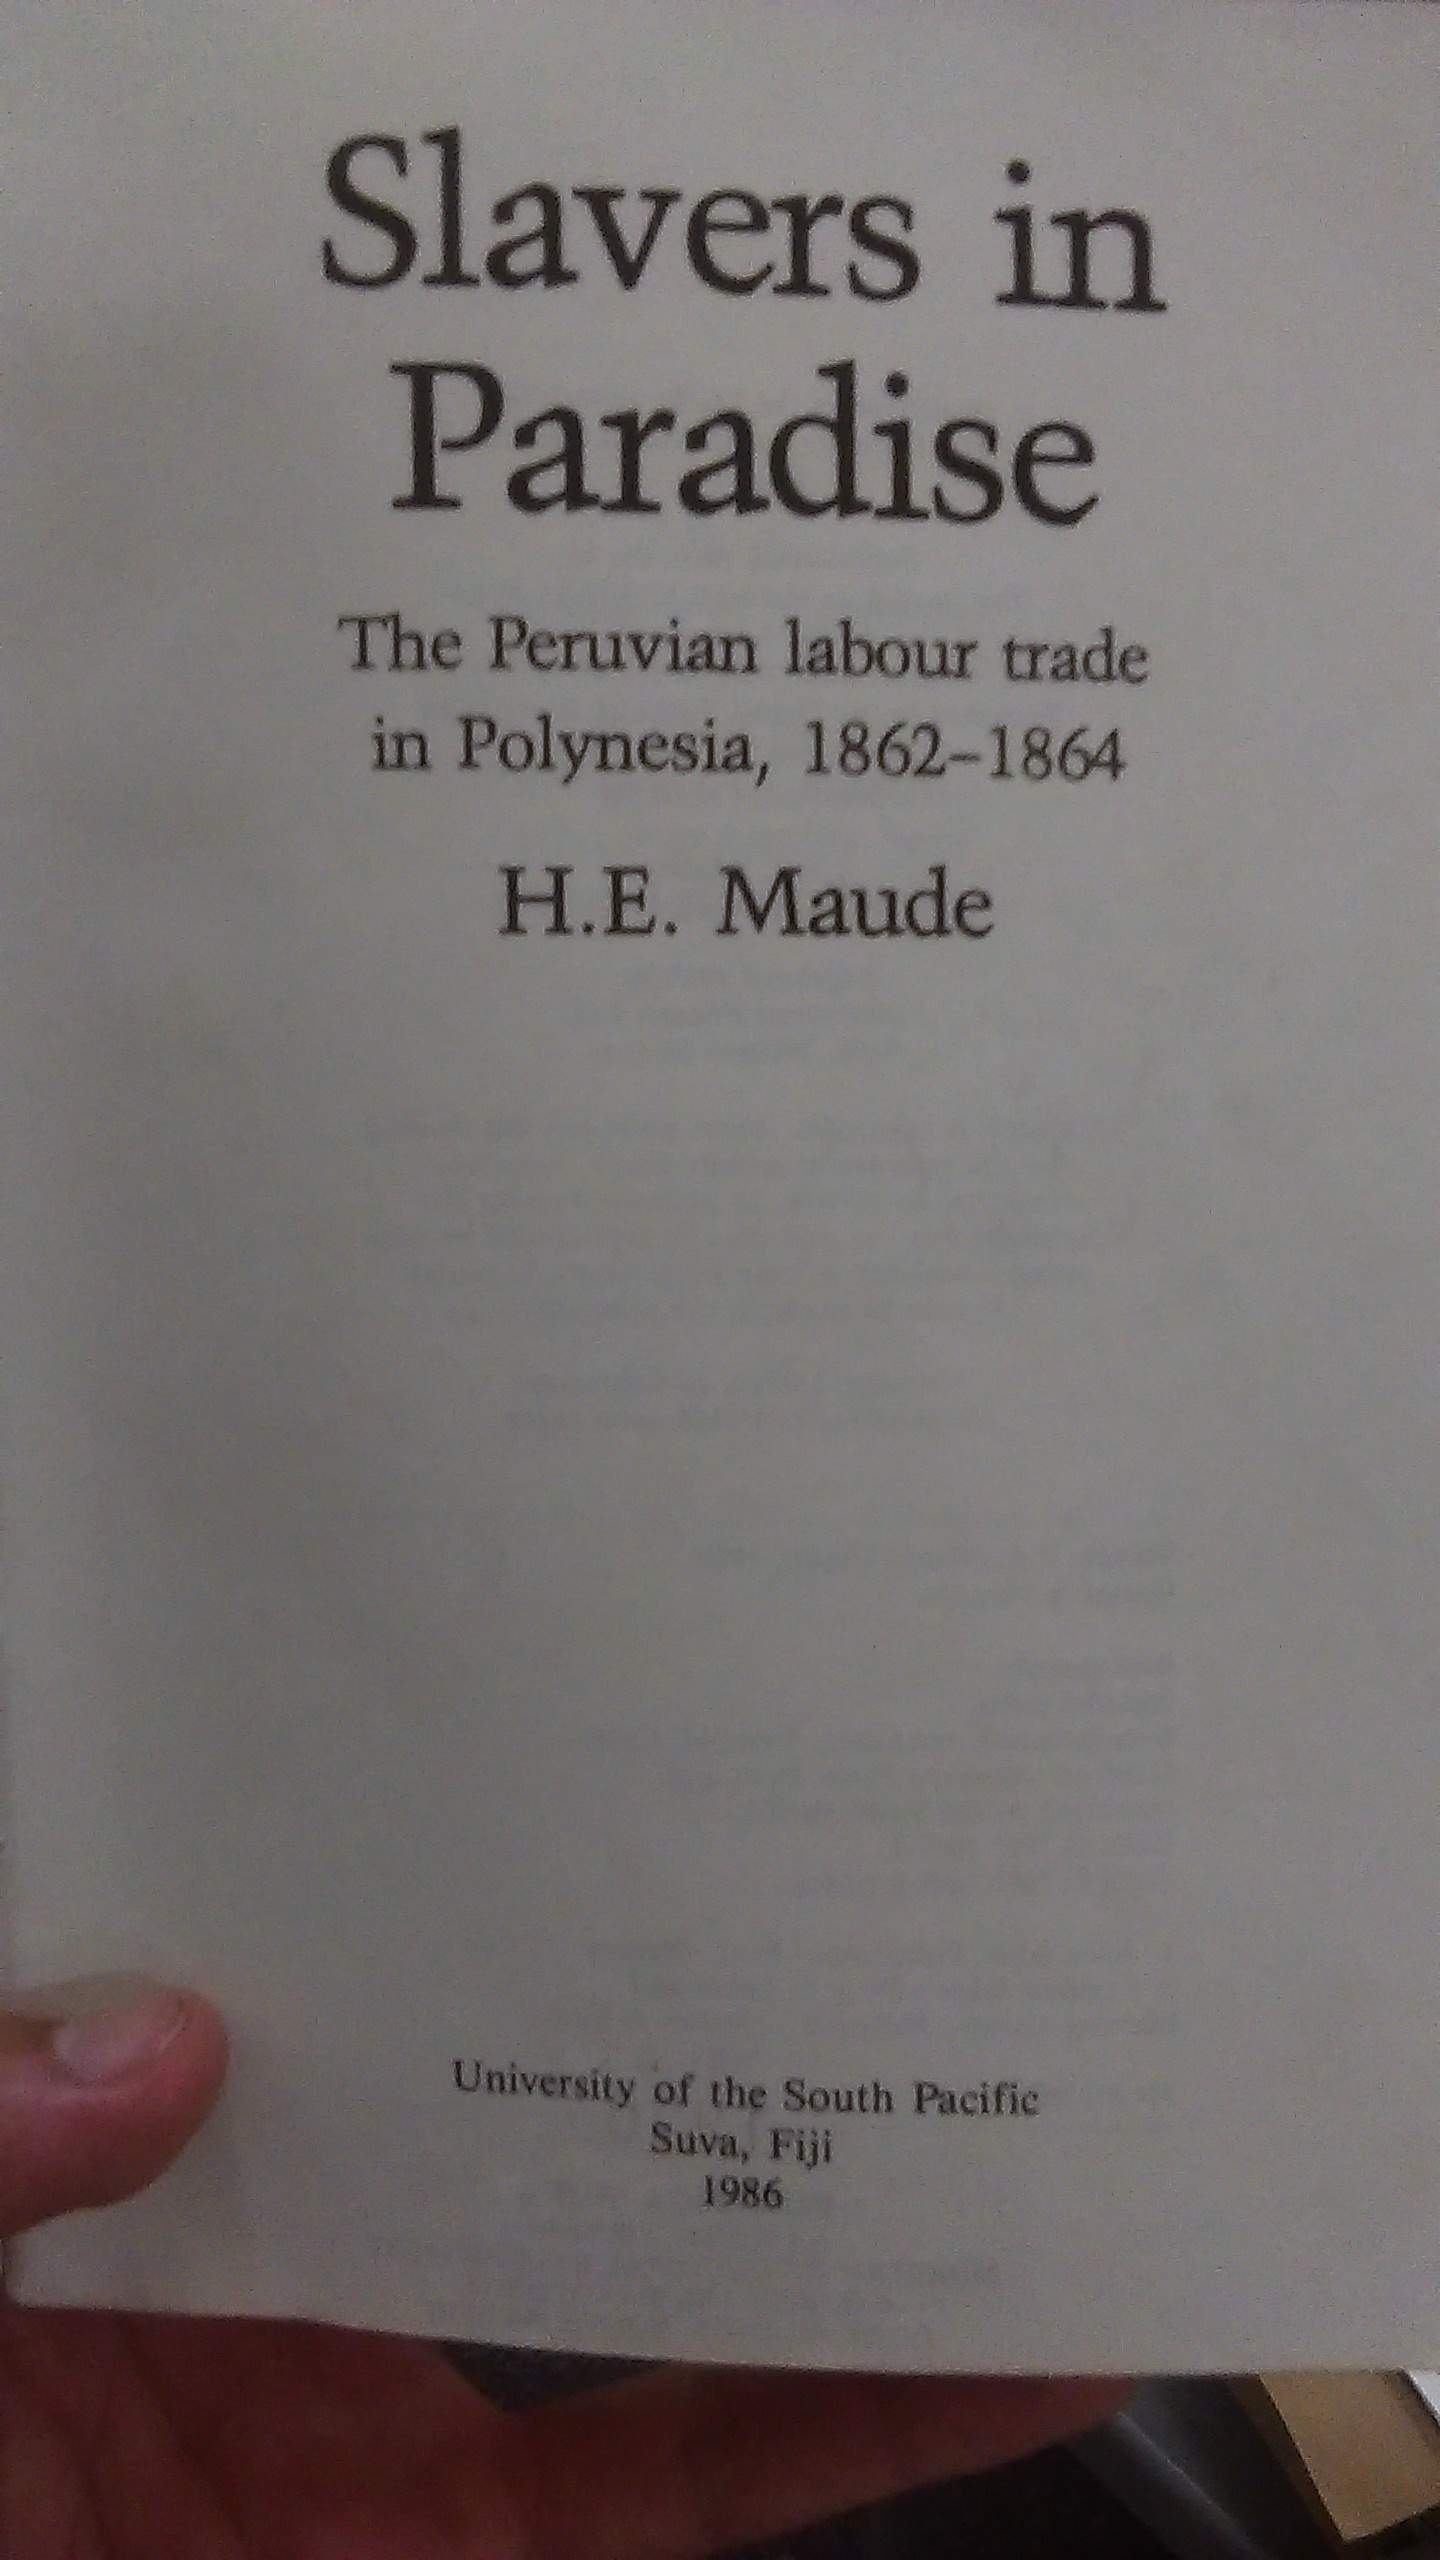 Slavers in
Paradise
The Peruvian labour trade
in Polynesia, 1862–1864
H.E. Maude
University of the South Pacific
Suva, Fiji
1986